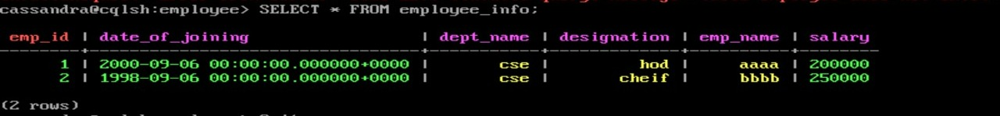 cassandra@cqlsh:employee> SELECT * FROM employee_info;
emp_id | date_of_joining | dept_name | designation | emp_name | salary
1 | 2000-09-06 00:00:00.000000+0000 | cse | hod | aaaa | 200000
2 | 1998-09-06 00:00:00.000000+0000 | cse | cheif | bbbb | 250000
(2 rows)